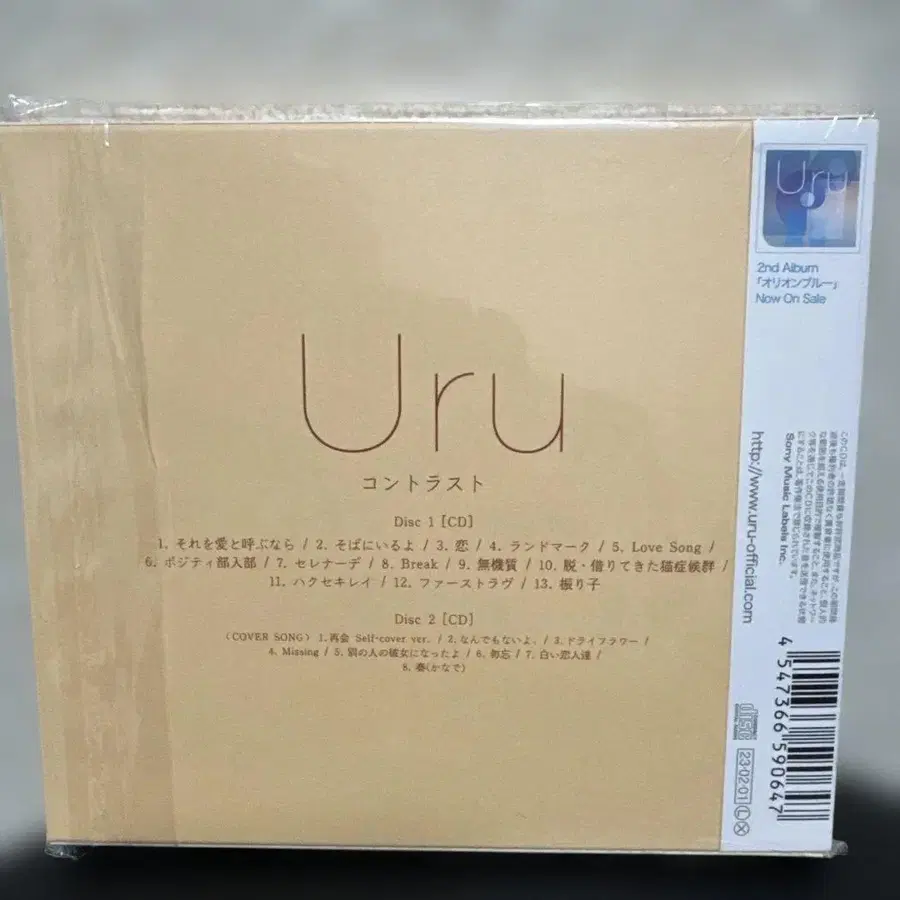 Uru
コントラスト
Disc 1 [CD]
1. それを愛と呼ぶなら / 2. そばにいるよ / 3. 恋 / 4. ランドマーク / 5. Love Song /
6. ポジティ部入部 / 7. セレナーデ / 8. Break / 9. 無機質 / 10. 脱・借りてきた猫症候群 /
11. ハクセキレイ / 12. ファーストラヴ / 13. 振り子
Disc 2 [CD]
(COVER SONG) 1. 再会 Self-cover ver. / 2. なんでもないよ、/ 3. ドライフラワー /
4. Missing / 5. 別の人の彼女になったよ / 6. 勿忘 / 7. 白い恋人達 /
8. 奏(かなで)
Uru
2nd Album
「オリオンブルー」
Now On Sale
Sony Music Labels Inc.
http://www.uru-official.com
4 547366 590647
disc
23・02・01 L X